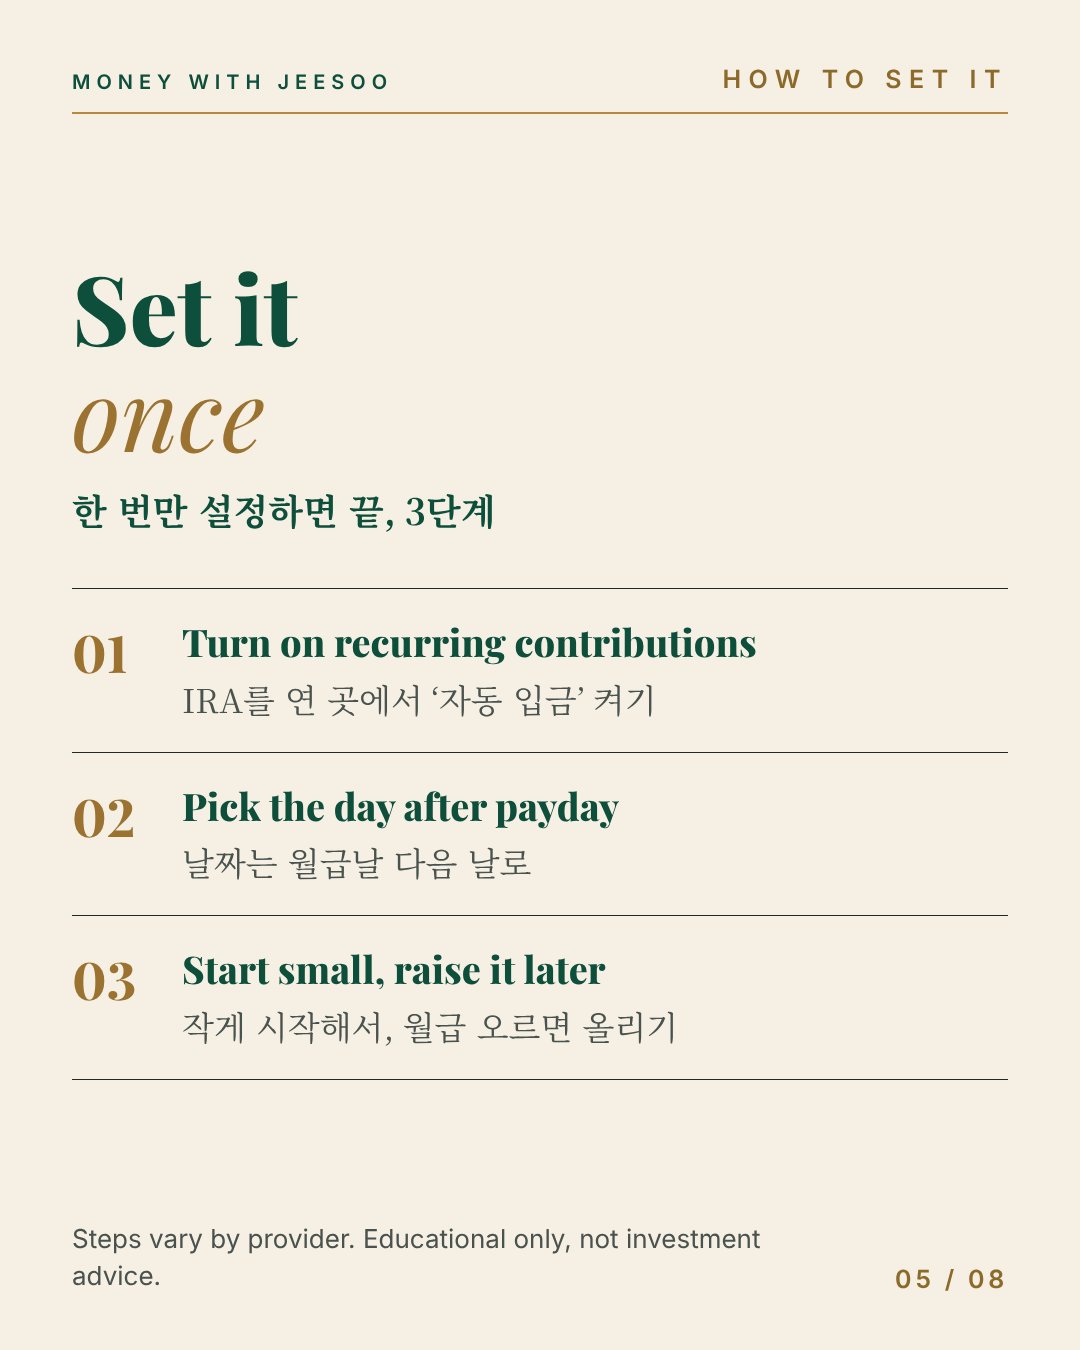 MONEY WITH JEESOO
HOW TO SET IT
Set it
once
한 번만 설정하면 끝, 3단계
01
Turn on recurring contributions
IRA를 연 곳에서 ‘자동 입금’ 켜기
02
Pick the day after payday
날짜는 월급날 다음 날로
03
Start small, raise it later
작게 시작해서, 월급 오르면 올리기
Steps vary by provider. Educational only, not investment
advice.
05 / 08